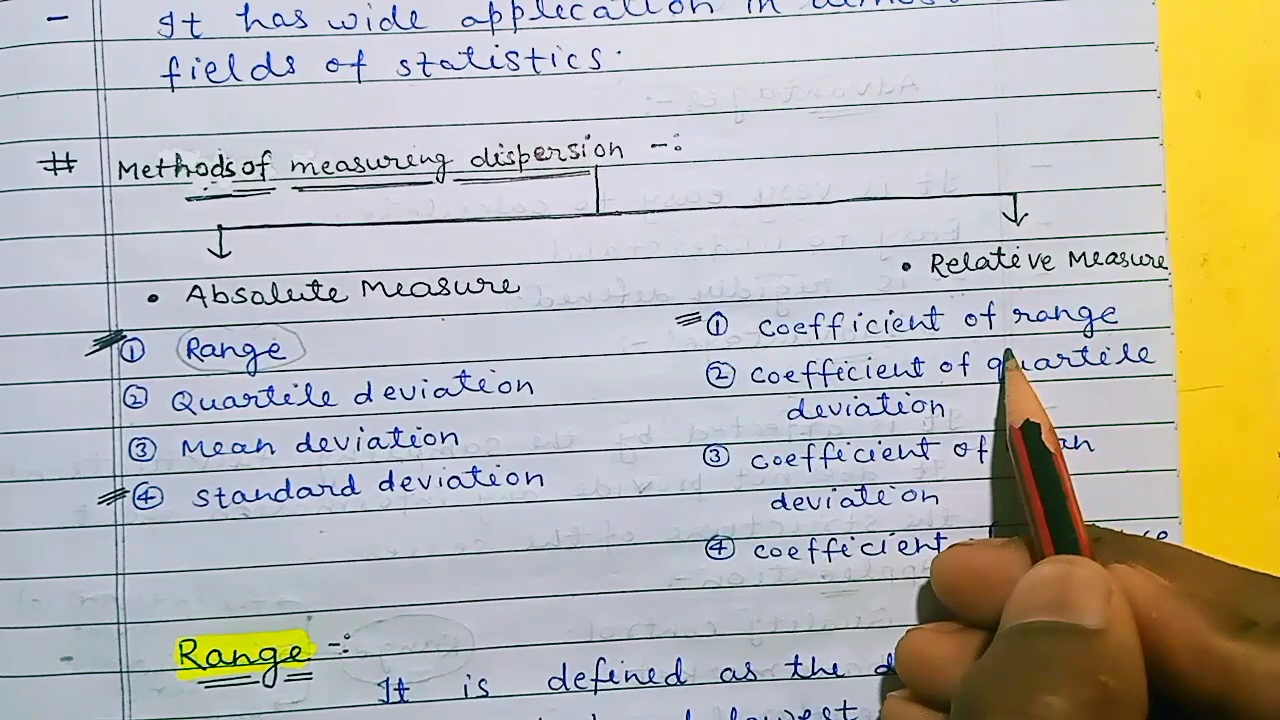 - It has wide application in
fields of statistics.
# Methods of measuring dispersion -:
• Absolute Measure
① Range
② Quartile deviation
③ Mean deviation
④ standard deviation
• Relative Measure
① coefficient of range
② coefficient of quartile
deviation
③ coefficient of
deviation
④ coefficient
- Range -:
It is defined as the
lowest